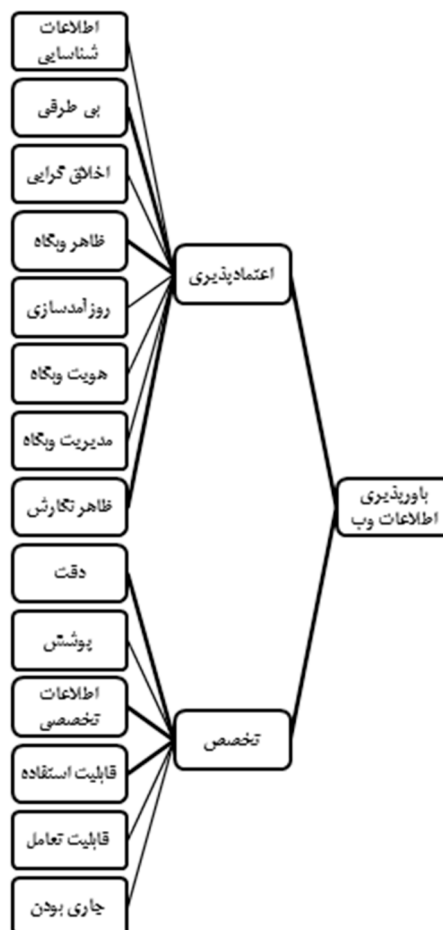 باورپذیری
اطلاعات وب
اعتمادپذیری
اطلاعات
شناسایی
بی طرفی
اخلاق گرایی
ظاهر وبگاه
روزآمدسازی
هویت وبگاه
مدیریت وبگاه
ظاهر نگارش
تخصص
دقت
پوشش
اطلاعات
تخصصی
قابلیت استفاده
قابلیت تعامل
جاری بودن